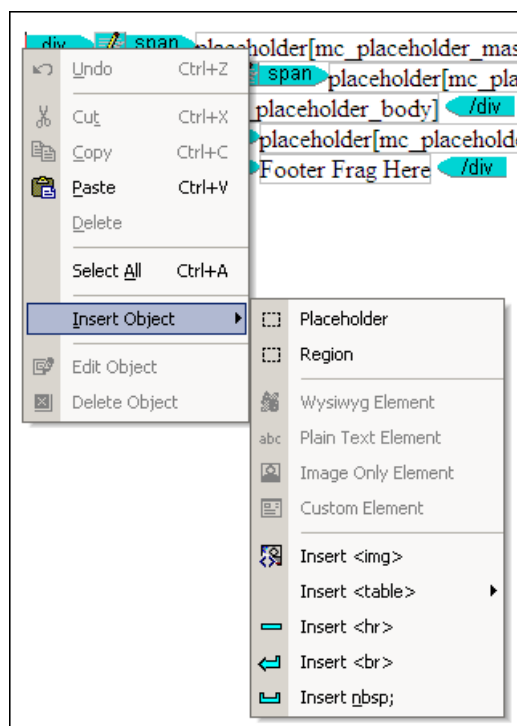 div span placeholder[mc_placeholder_mas
span placeholder[mc_pla
_placeholder_body] /div
placeholder[mc_placehold
Footer Frag Here /div
Undo Ctrl+Z
Cut Ctrl+X
Copy Ctrl+C
Paste Ctrl+V
Delete
Select All Ctrl+A
Insert Object
Edit Object
Delete Object
Placeholder
Region
Wysiwyg Element
abc Plain Text Element
Image Only Element
Custom Element
Insert <img>
Insert <table>
Insert <hr>
Insert <br>
Insert nbsp;